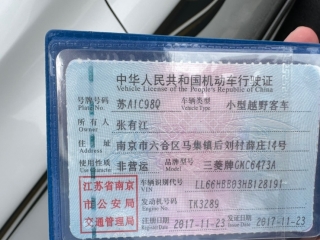 中华人民共和国机动车行驶证
Vehicle License of the People's Republic of China
号牌号码 苏A1C98Q 车辆类型 小型越野客车
Plate No. Vehicle Type
所有人 张有江
Owner
住址 南京市六合区马集镇后刘村薛庄14号
Address
使用性质 非营运 品牌型号 三菱牌GKC6473A
Use Character Model
江苏省南京市公安局交通管理局
车辆识别代号 LL66HBB03HB128191
VIN
发动机号码 TK3289
Engine No.
注册日期 2017-11-23 发证日期 2017-11-23
Register Date Issue Date